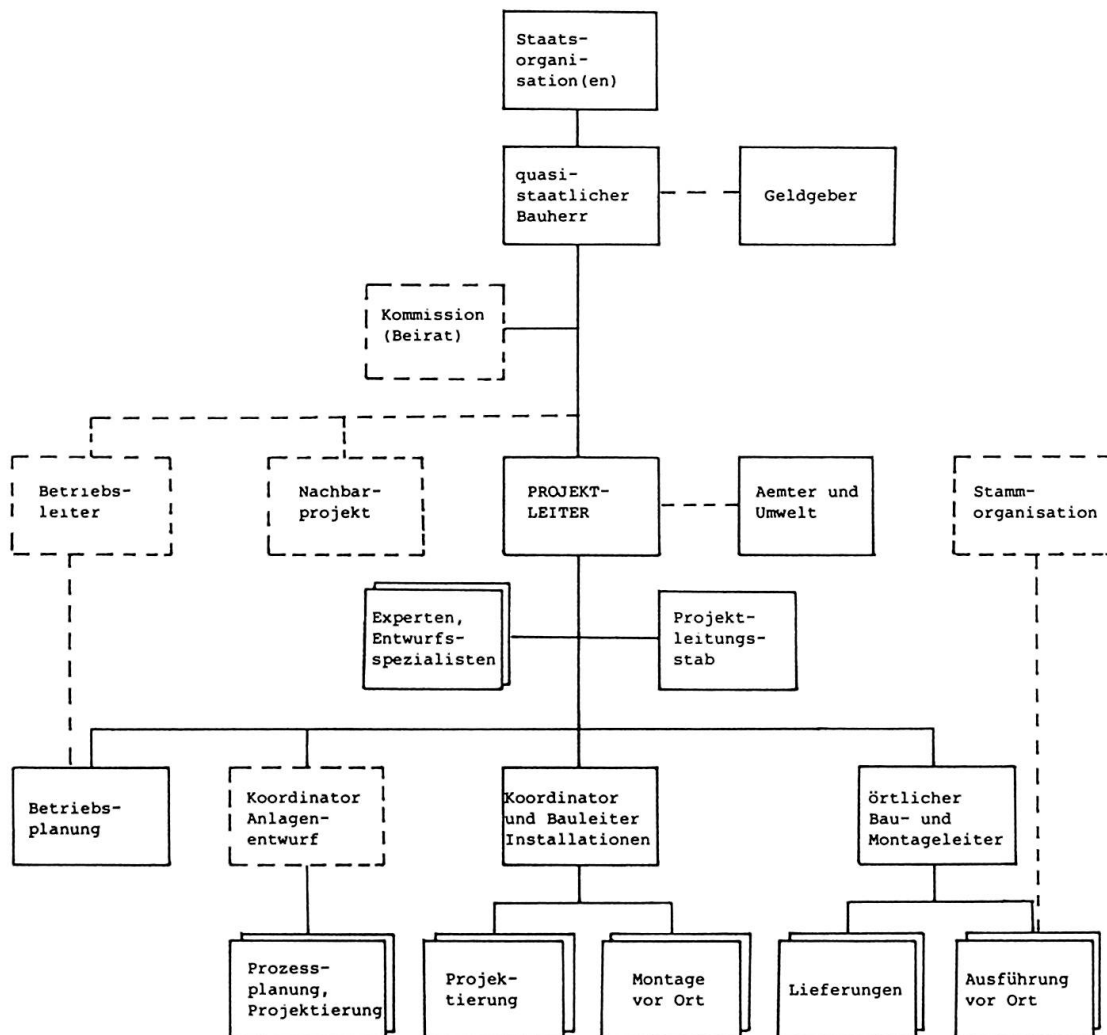 Staats-
organi-
sation(en)
quasi-
staatlicher
Bauherr
Geldgeber
Kommission
(Beirat)
Betriebs-
leiter
Nachbar-
projekt
PROJEKT-
LEITER
Aemter und
Umwelt
Stamm-
organisation
Experten,
Entwurfs-
spezialisten
Projekt-
leitungs-
stab
Betriebs-
planung
Koordinator
Anlagen-
entwurf
Koordinator
und Bauleiter
Installationen
örtlicher
Bau- und
Montageleiter
Prozess-
planung,
Projektierung
Projek-
tierung
Montage
vor Ort
Lieferungen
Ausführung
vor Ort